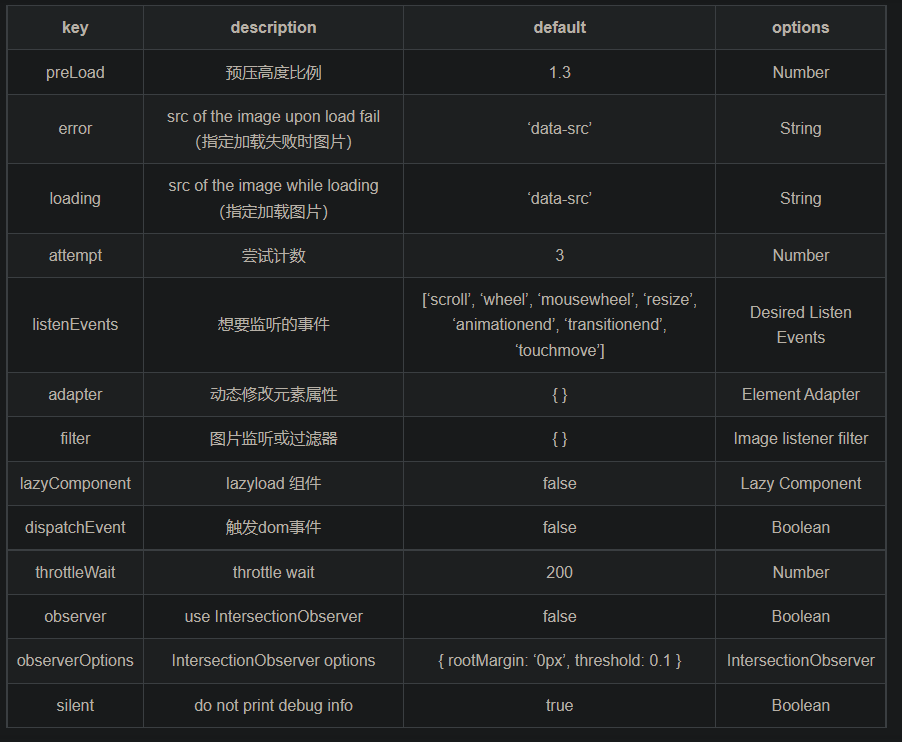 key description default options
preLoad 预压高度比例 1.3 Number
error src of the image upon load fail (指定加载失败时图片) ‘data-src’ String
loading src of the image while loading (指定加载图片) ‘data-src’ String
attempt 尝试计数 3 Number
listenEvents 想要监听的事件 [‘scroll’, ‘wheel’, ‘mousewheel’, ‘resize’, ‘animationend’, ‘transitionend’, ‘touchmove’] Desired Listen Events
adapter 动态修改元素属性 { } Element Adapter
filter 图片监听或过滤器 { } Image listener filter
lazyComponent lazyload 组件 false Lazy Component
dispatchEvent 触发dom事件 false Boolean
throttleWait throttle wait 200 Number
observer use IntersectionObserver false Boolean
observerOptions IntersectionObserver options { rootMargin: ‘0px’, threshold: 0.1 } IntersectionObserver
silent do not print debug info true Boolean